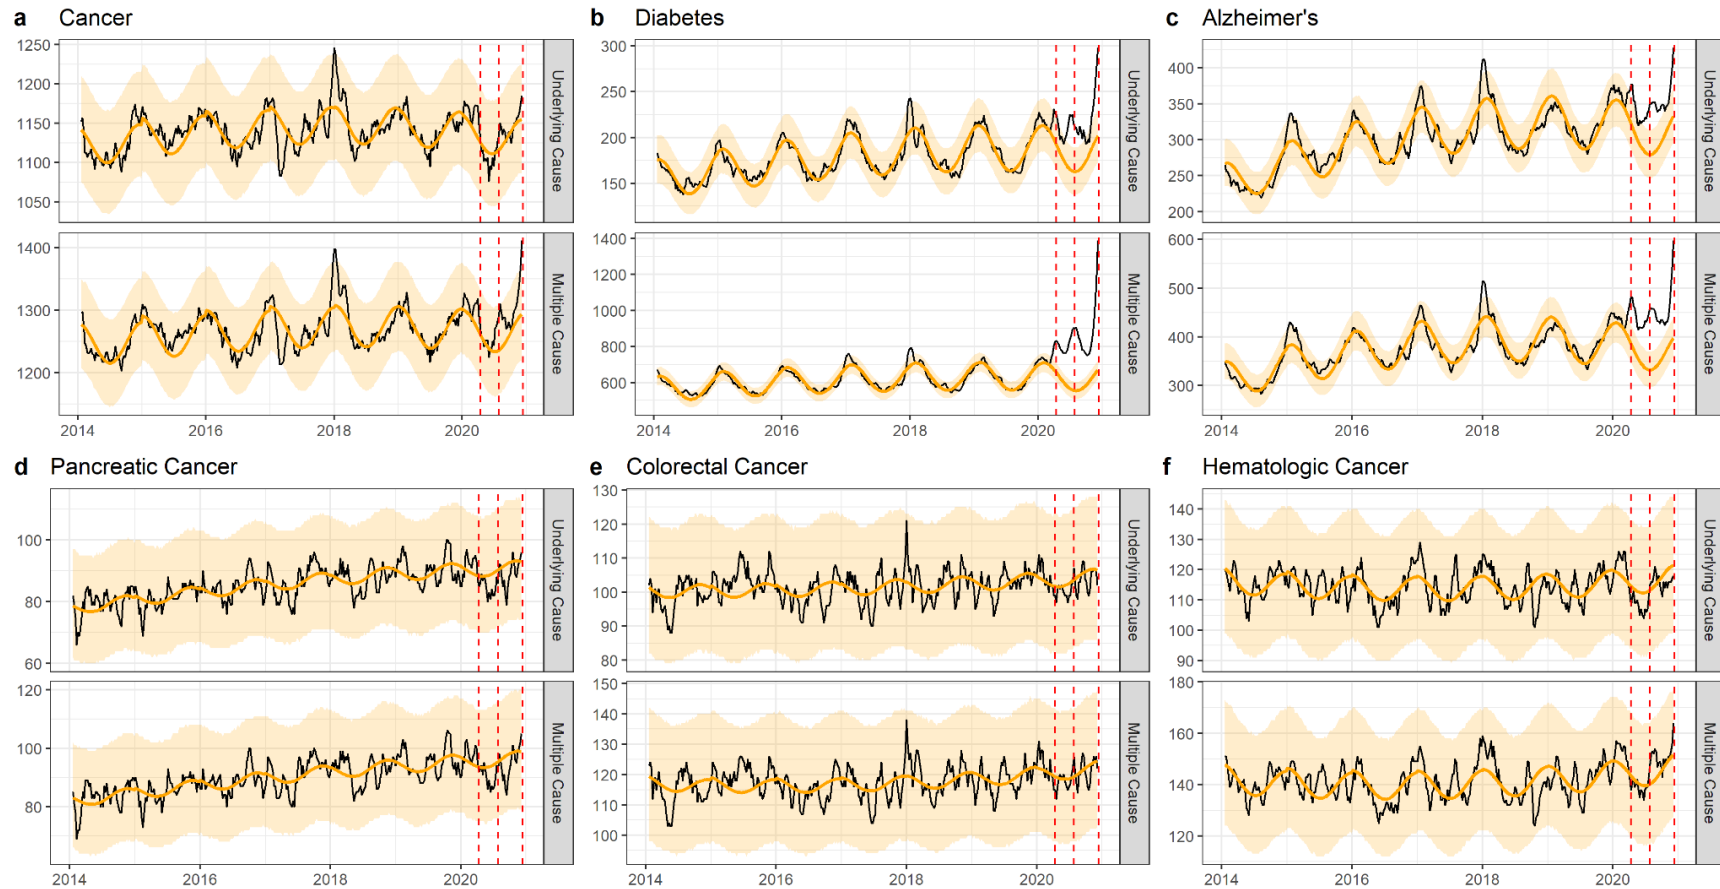 a Cancer
1250
1200
1150
1100
1050
Underlying Cause
1400
1300
1200
Multiple Cause
2014 2016 2018 2020
b Diabetes
300
250
200
150
Underlying Cause
1400
1200
1000
800
600
Multiple Cause
2014 2016 2018 2020
c Alzheimer's
400
350
300
250
200
Underlying Cause
600
500
400
300
Multiple Cause
2014 2016 2018 2020
d Pancreatic Cancer
100
80
60
Underlying Cause
120
100
80
Multiple Cause
2014 2016 2018 2020
e Colorectal Cancer
130
120
110
100
90
80
Underlying Cause
150
140
130
120
110
100
Multiple Cause
2014 2016 2018 2020
f Hematologic Cancer
140
130
120
110
100
90
Underlying Cause
180
160
140
120
Multiple Cause
2014 2016 2018 2020